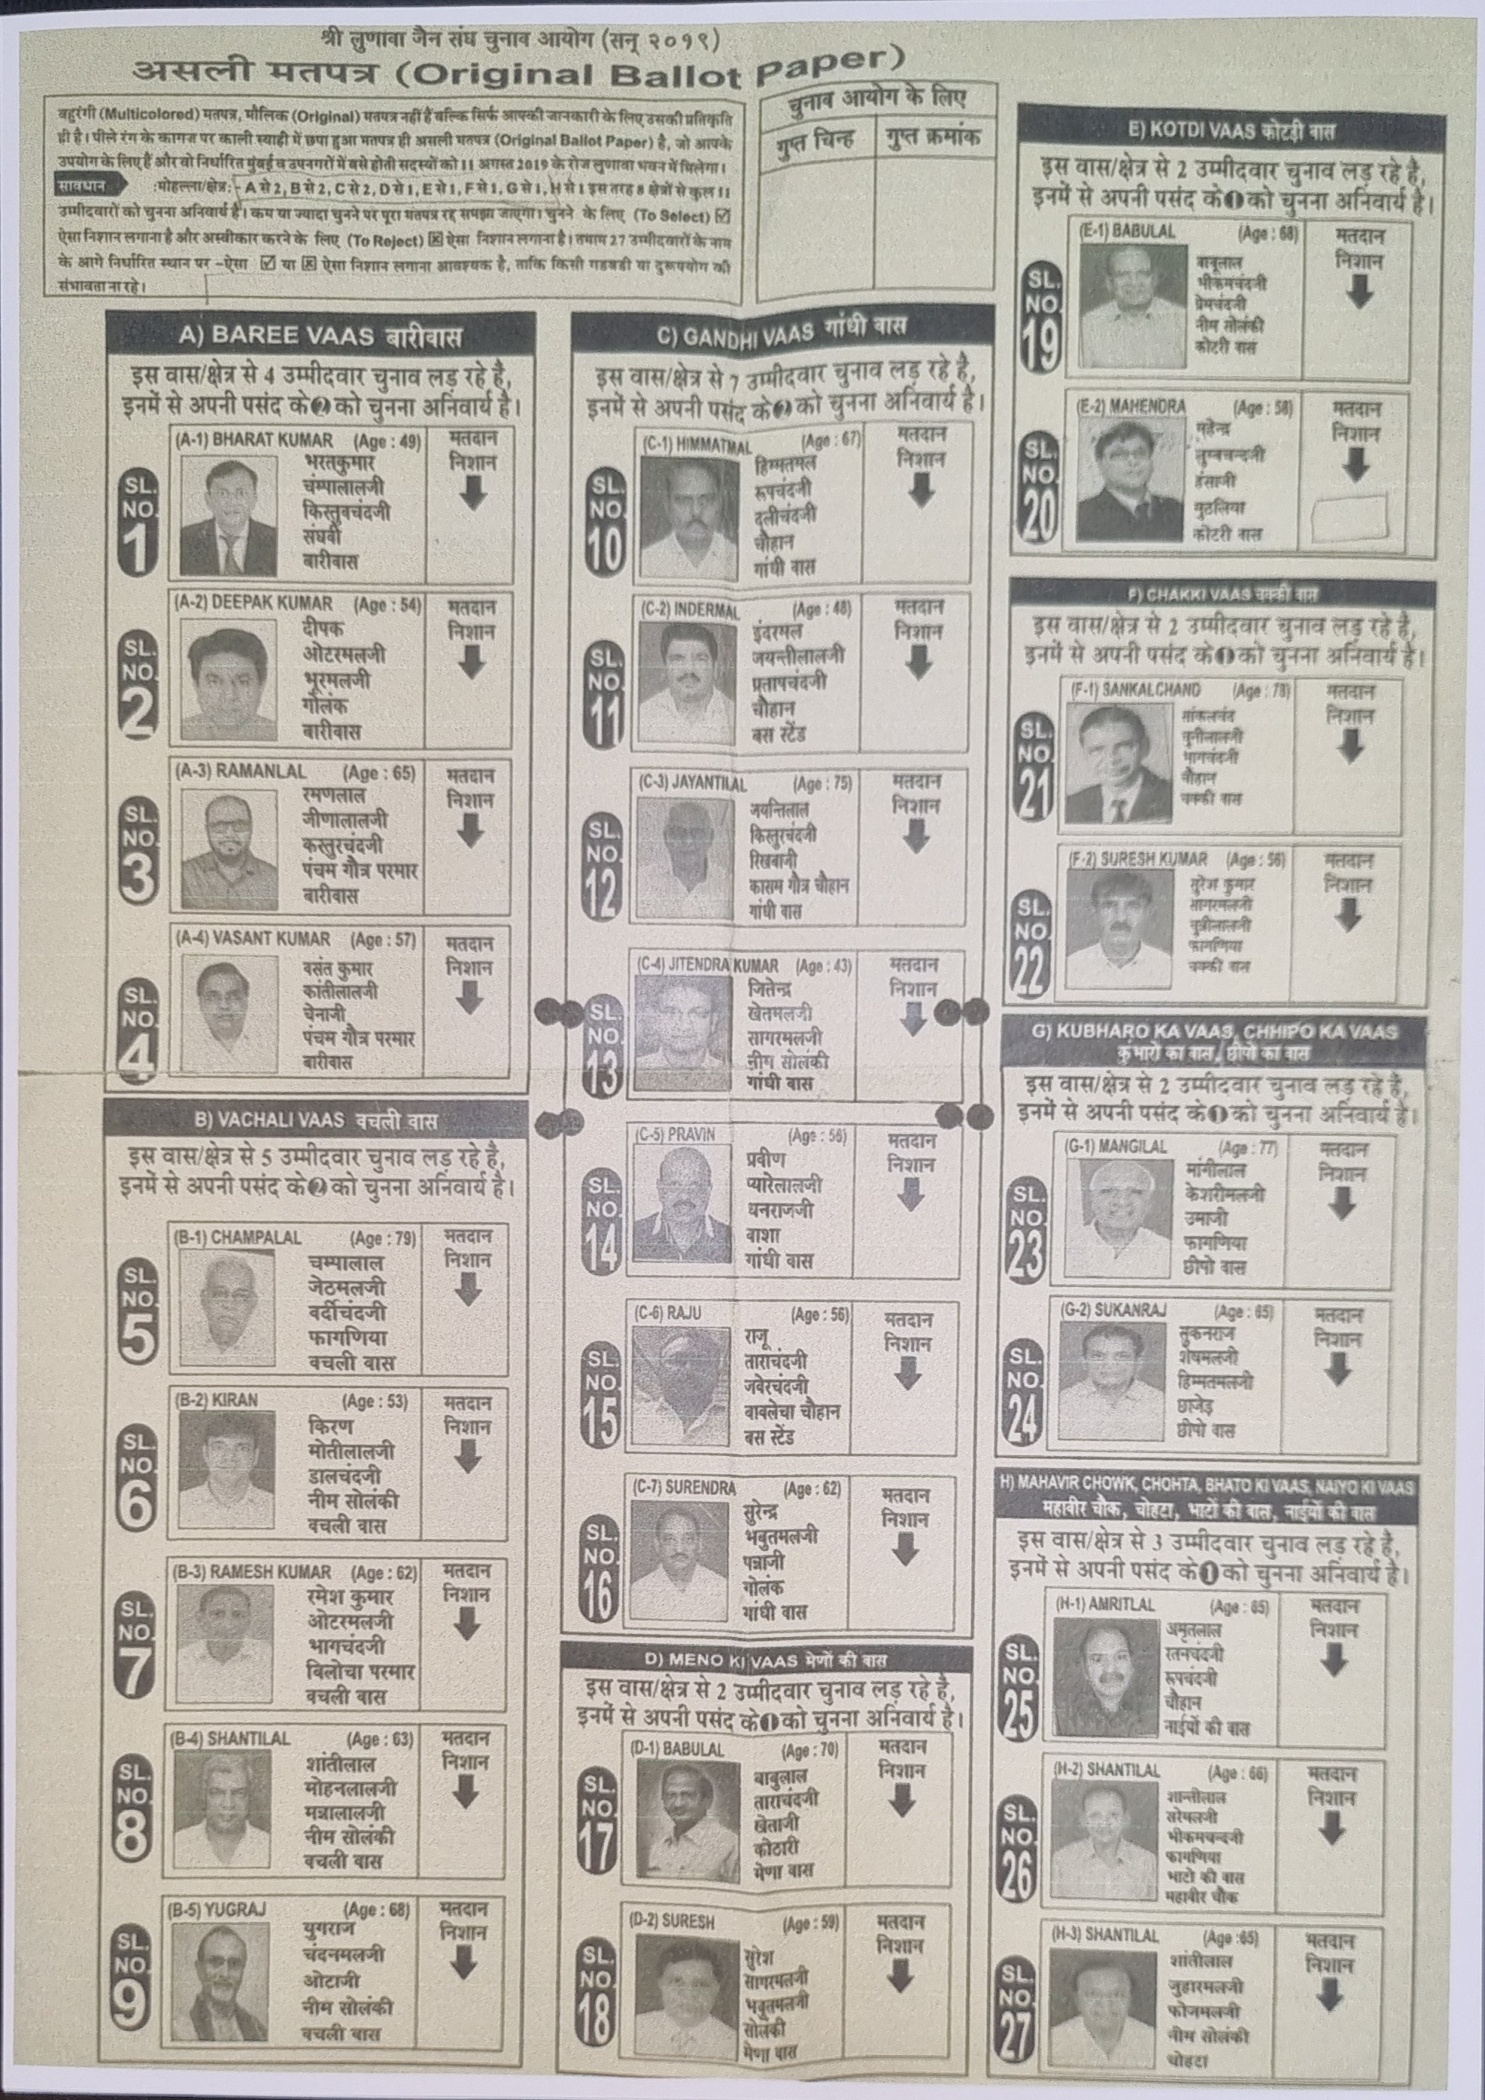 श्री लुणावा जैन संघ चुनाव आयोग (सन् २०१९)
असली मतपत्र (Original Ballot Paper)
बहुरंगी (Multicolored) मतपत्र, मौलिक (Original) मतपत्र नहीं हैं बल्कि सिर्फ आपकी जानकारी के लिए उसकी प्रतिकृति
ही है। पीले रंग के कागज पर काली स्याही में छपा हुआ मतपत्र ही असली मतपत्र (Original Ballot Paper) है, जो आपके
उपयोग के लिए हैं और वो निर्धारित मुंबई व उपनगरों में बसे होती सदस्यों को 11 अगस्त 2019 के रोज लुणावा भवन में मिलेगा।
सावधान :मोहल्ला/क्षेत्र:- A से 2, B से 2, C से 2, D से 1, E से 1, F से 1, G से 1, H से 1 इस तरह 8 क्षेत्रों से कुल 11
उम्मीदवारों को चुनना अनिवार्य हैं। कम या ज्यादा चुनने पर पूरा मतपत्र रद्द समझा जाएगा। चुनने के लिए (To Select) ☑
ऐसा निशान लगाना है और अस्वीकार करने के लिए (To Reject) ☒ ऐसा निशान लगाना है। तमाम 27 उम्मीदवारों के नाम
के आगे निर्धारित स्थान पर -ऐसा ☑ या ☒ ऐसा निशान लगाना आवश्यक है, ताकि किसी गडबडी या दुरूपयोग की
संभावता ना रहे।
चुनाव आयोग के लिए
गुप्त चिन्ह गुप्त क्रमांक
A) BAREE VAAS बारीवास
इस वास/क्षेत्र से 4 उम्मीदवार चुनाव लड़ रहे है,
इनमें से अपनी पसंद के 2 को चुनना अनिवार्य है।
SL. NO. 1
(A-1) BHARAT KUMAR (Age : 49)
भरतकुमार
चंम्पालालजी
किस्तुरचंदजी
संघवी
बारीवास
मतदान
निशान
SL. NO. 2
(A-2) DEEPAK KUMAR (Age : 54)
दीपक
ओटरमलजी
भूरमलजी
गोलंक
बारीवास
मतदान
निशान
SL. NO. 3
(A-3) RAMANLAL (Age : 65)
रमणलाल
जीणालालजी
कस्तुरचंदजी
पंचम गौत्र परमार
बारीवास
मतदान
निशान
SL. NO. 4
(A-4) VASANT KUMAR (Age : 57)
वसंत कुमार
कांतीलालजी
चेनाजी
पंचम गौत्र परमार
बारीवास
मतदान
निशान
B) VACHALI VAAS वचली वास
इस वास/क्षेत्र से 5 उम्मीदवार चुनाव लड़ रहे है,
इनमें से अपनी पसंद के 2 को चुनना अनिवार्य है।
SL. NO. 5
(B-1) CHAMPALAL (Age : 79)
चम्पालाल
जेठमलजी
वर्दीचंदजी
फागणिया
वचली वास
मतदान
निशान
SL. NO. 6
(B-2) KIRAN (Age : 53)
किरण
मोतीलालजी
डालचंदजी
नीम सोलंकी
वचली वास
मतदान
निशान
SL. NO. 7
(B-3) RAMESH KUMAR (Age : 62)
रमेश कुमार
ओटरमलजी
भागचंदजी
बिलोचा परमार
वचली वास
मतदान
निशान
SL. NO. 8
(B-4) SHANTILAL (Age : 63)
शांतीलाल
मोहनलालजी
मन्नालालजी
नीम सोलंकी
वचली वास
मतदान
निशान
SL. NO. 9
(B-5) YUGRAJ (Age : 68)
युगराज
चंदनमलजी
ओटाजी
नीम सोलंकी
वचली वास
मतदान
निशान
C) GANDHI VAAS गांधी वास
इस वास/क्षेत्र से 7 उम्मीदवार चुनाव लड़ रहे है,
इनमें से अपनी पसंद के 2 को चुनना अनिवार्य है।
SL. NO. 10
(C-1) HIMMATMAL (Age : 67)
हिम्मतमल
रूपचंदजी
दलीचंदजी
चौहान
गांधी वास
मतदान
निशान
SL. NO. 11
(C-2) INDERMAL (Age : 48)
इंदरमल
जयन्तीलालजी
प्रतापचंदजी
चौहान
बस स्टेंड
मतदान
निशान
SL. NO. 12
(C-3) JAYANTILAL (Age : 75)
जयन्तिलाल
किस्तुरचंदजी
रिखबाजी
कासम गौत्र चौहान
गांधी वास
मतदान
निशान
SL. NO. 13
(C-4) JITENDRA KUMAR (Age : 43)
जितेन्द्र
खेतमलजी
सागरमलजी
नीम सोलंकी
गांधी वास
मतदान
निशान
SL. NO. 14
(C-5) PRAVIN (Age : 56)
प्रवीण
प्यारेलालजी
धनराजजी
वाशा
गांधी वास
मतदान
निशान
SL. NO. 15
(C-6) RAJU (Age : 56)
राजू
ताराचंदजी
जवेरचंदजी
बावलेचा चौहान
बस स्टेंड
मतदान
निशान
SL. NO. 16
(C-7) SURENDRA (Age : 62)
सुरेन्द्र
भबुतमलजी
पन्नाजी
गोलंक
गांधी वास
मतदान
निशान
D) MENO KI VAAS मेणों की वास
इस वास/क्षेत्र से 2 उम्मीदवार चुनाव लड़ रहे है,
इनमें से अपनी पसंद के 1 को चुनना अनिवार्य है।
SL. NO. 17
(D-1) BABULAL (Age : 70)
बाबुलाल
ताराचंदजी
खेताजी
कोठारी
मेणा वास
मतदान
निशान
SL. NO. 18
(D-2) SURESH (Age : 59)
सुरेश
सागरमलजी
भबुतमलजी
सोलंकी
मेणा वास
मतदान
निशान
E) KOTDI VAAS कोटडी वास
इस वास/क्षेत्र से 2 उम्मीदवार चुनाव लड़ रहे है,
इनमें से अपनी पसंद के 1 को चुनना अनिवार्य है।
SL. NO. 19
(E-1) BABULAL (Age : 68)
बाबूलाल
भीकमचंदजी
प्रेमचंदजी
नीम सोलंकी
कोटरी वास
मतदान
निशान
SL. NO. 20
(E-2) MAHENDRA (Age : 58)
महेन्द्र
हंसाजी
मुठलिया
कोटरी वास
मतदान
निशान
F) CHAKKI VAAS चक्की वास
इस वास/क्षेत्र से 2 उम्मीदवार चुनाव लड़ रहे है,
इनमें से अपनी पसंद के 1 को चुनना अनिवार्य है।
SL. NO. 21
(F-1) SANKALCHAND (Age : 78)
सांकलचंद
चुनीलालजी
भागचंदजी
चौहान
चक्की वास
मतदान
निशान
SL. NO. 22
(F-2) SURESH KUMAR (Age : 56)
सुरेश कुमार
सागरमलजी
चुन्नीलालजी
फागणिया
चक्की वास
मतदान
निशान
G) KUBHARO KA VAAS, CHHIPO KA VAAS
कुंभारों का वास, छीपों का वास
इस वास/क्षेत्र से 2 उम्मीदवार चुनाव लड़ रहे है,
इनमें से अपनी पसंद के 1 को चुनना अनिवार्य है।
SL. NO. 23
(G-1) MANGILAL (Age : 77)
मांगीलाल
केशरीमलजी
उमाजी
फागणिया
छीपो वास
मतदान
निशान
SL. NO. 24
(G-2) SUKANRAJ (Age : 65)
सुकनराज
शेषमलजी
हिम्मतमलजी
छाजेड़
छीपो वास
मतदान
निशान
H) MAHAVIR CHOWK, CHOHTA, BHATO KI VAAS, NAIYO KI VAAS
महावीर चौक, चोहटा, भाटों की वास, नाईयों की वास
इस वास/क्षेत्र से 3 उम्मीदवार चुनाव लड़ रहे है,
इनमें से अपनी पसंद के 1 को चुनना अनिवार्य है।
SL. NO. 25
(H-1) AMRITLAL (Age : 65)
अमृतलाल
रतनचंदजी
रूपचंदजी
चौहान
नाईयों की वास
मतदान
निशान
SL. NO. 26
(H-2) SHANTILAL (Age : 66)
शान्तीलाल
सरेमलजी
भीकमचन्दजी
फागणिया
भाटो की वास
महावीर चौक
मतदान
निशान
SL. NO. 27
(H-3) SHANTILAL (Age :65)
शांतीलाल
जुहारमलजी
फोजमलजी
नीम सोलंकी
चोहटा
मतदान
निशान